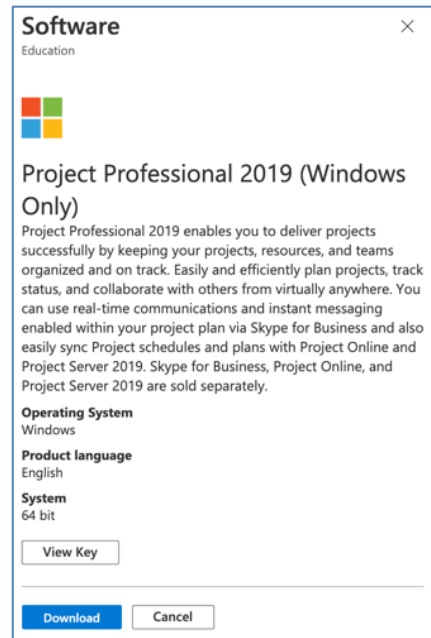 Software
Education
Project Professional 2019 (Windows
Only)
Project Professional 2019 enables you to deliver projects
successfully by keeping your projects, resources, and teams
organized and on track. Easily and efficiently plan projects, track
status, and collaborate with others from virtually anywhere. You
can use real-time communications and instant messaging
enabled within your project plan via Skype for Business and also
easily sync Project schedules and plans with Project Online and
Project Server 2019. Skype for Business, Project Online, and
Project Server 2019 are sold separately.
Operating System
Windows
Product language
English
System
64 bit
View Key
Download Cancel